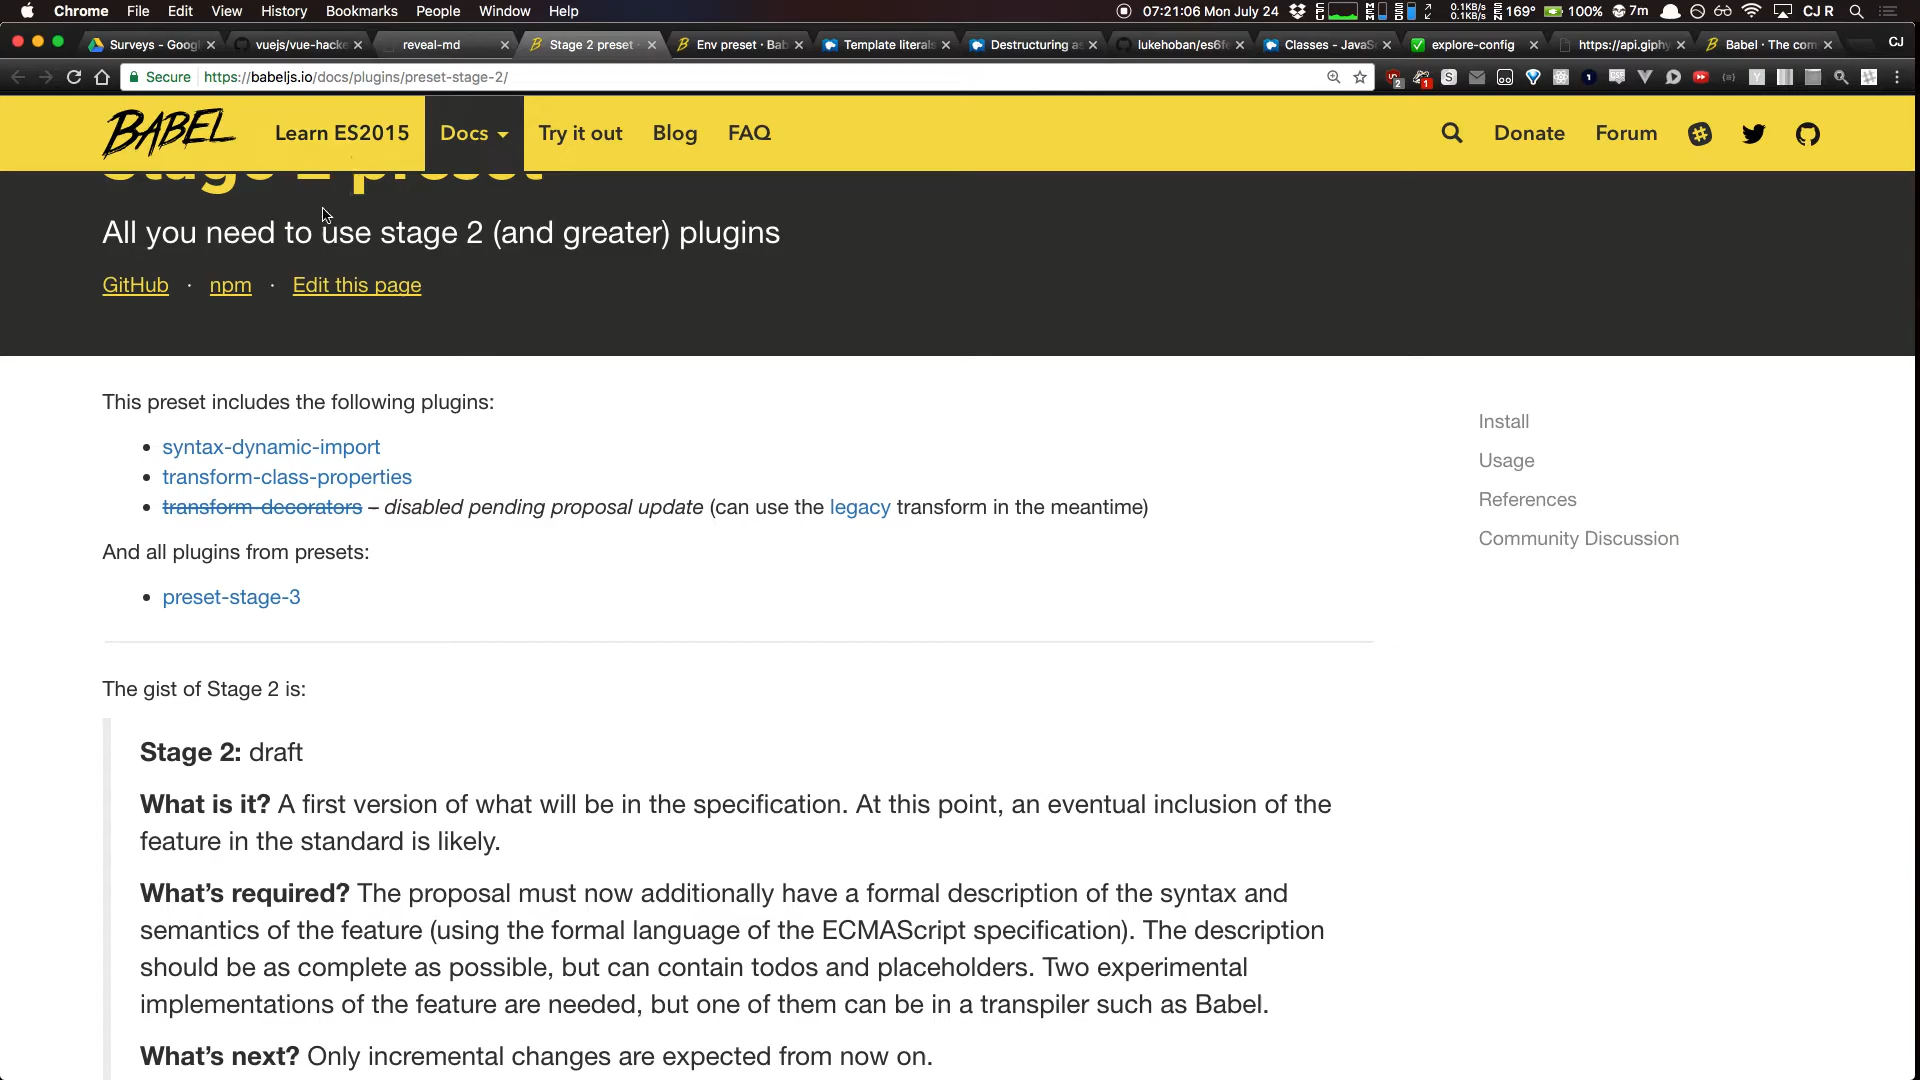 Chrome File Edit View History Bookmarks People Window Help
0.1KB/s
0.1KB/s
169° 100% 7m
07:21:06 Mon July 24
CJ R
Surveys - Googl
vuejs/vue-hacke
reveal-md
Stage 2 preset
Env preset · Bab
Template literals
Destructuring as
lukehoban/es6fe
Classes - JavaS
explore-config
https://api.giphy
Babel · The com
CJ
Secure https://babeljs.io/docs/plugins/preset-stage-2/
BABEL Learn ES2015 Docs Try it out Blog FAQ Donate Forum
Stage 2 preset
All you need to use stage 2 (and greater) plugins
GitHub · npm · Edit this page
This preset includes the following plugins:
• syntax-dynamic-import
• transform-class-properties
• transform-decorators – disabled pending proposal update (can use the legacy transform in the meantime)
And all plugins from presets:
• preset-stage-3
Install
Usage
References
Community Discussion
The gist of Stage 2 is:
Stage 2: draft
What is it? A first version of what will be in the specification. At this point, an eventual inclusion of the
feature in the standard is likely.
What’s required? The proposal must now additionally have a formal description of the syntax and
semantics of the feature (using the formal language of the ECMAScript specification). The description
should be as complete as possible, but can contain todos and placeholders. Two experimental
implementations of the feature are needed, but one of them can be in a transpiler such as Babel.
What’s next? Only incremental changes are expected from now on.